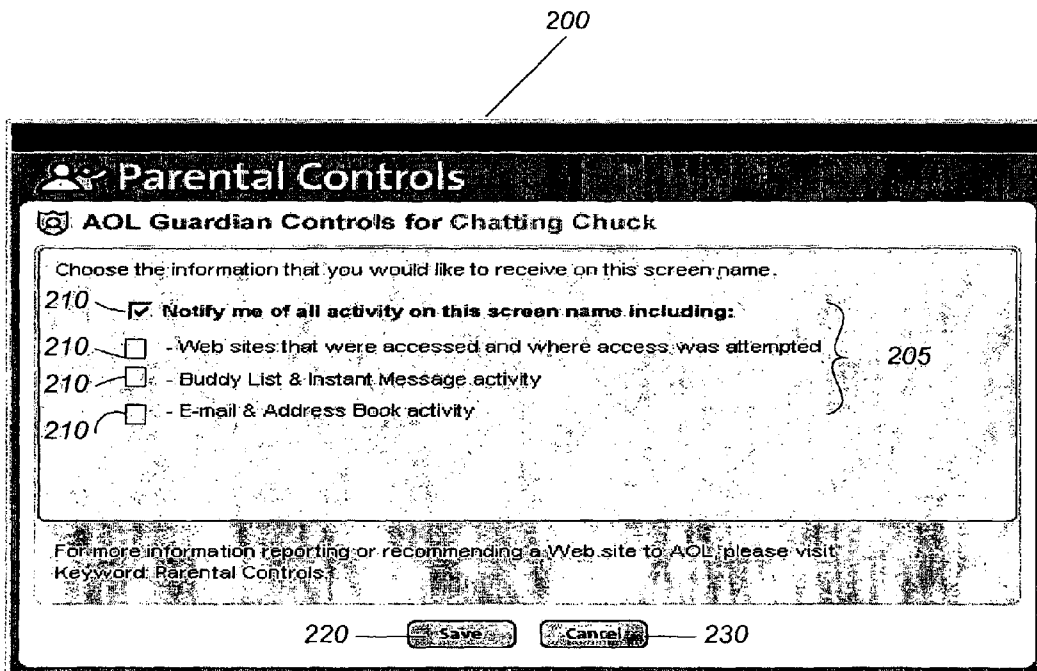 200
Parental Controls
AOL Guardian Controls for Chatting Chuck
Choose the information that you would like to receive on this screen name.
210 Notify me of all activity on this screen name including:
210 - Web sites that were accessed and where access was attempted 205
210 - Buddy List & Instant Message activity
210 - E-mail & Address Book activity
For more information reporting or recommending a Web site to AOL, please visit
Keyword: Parental Controls.
220 Save Cancel 230